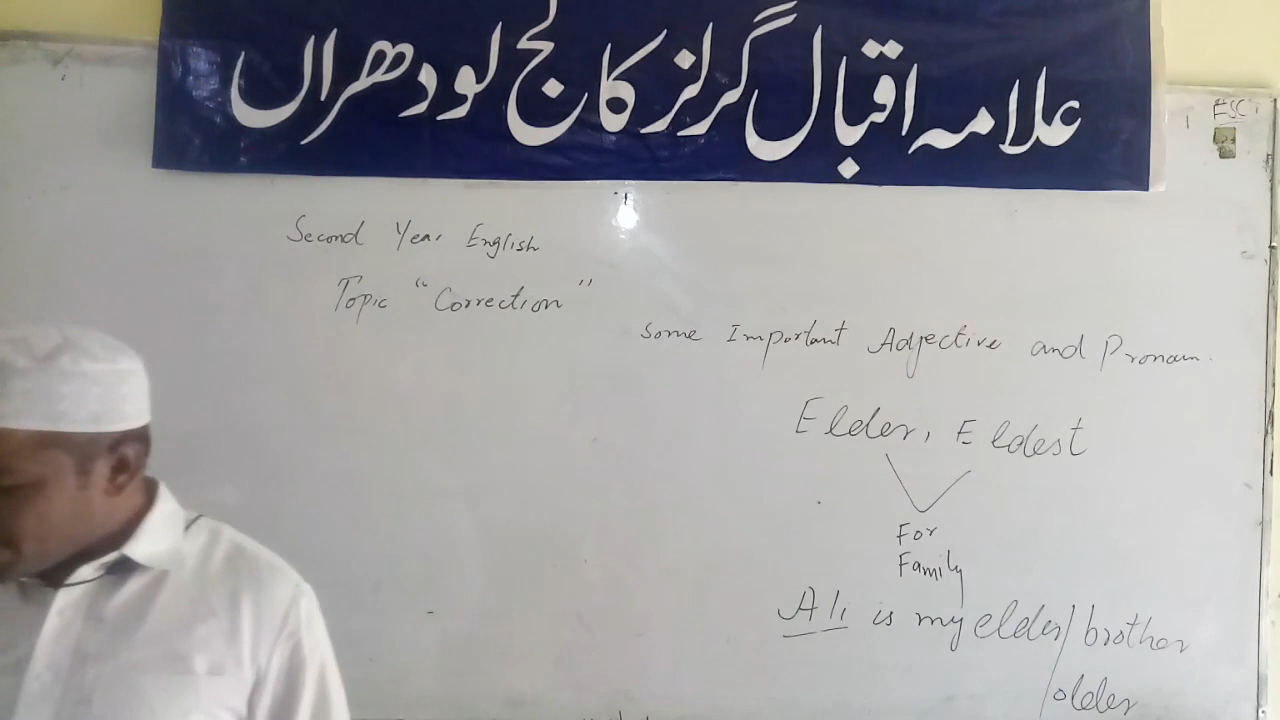 علامہ اقبال گرلز کالج لودھراں
Second Year English
Topic "Correction"
Some Important Adjective and Pronoun.
Elder, Eldest
For
Family
Ali is my elder/brother
/older